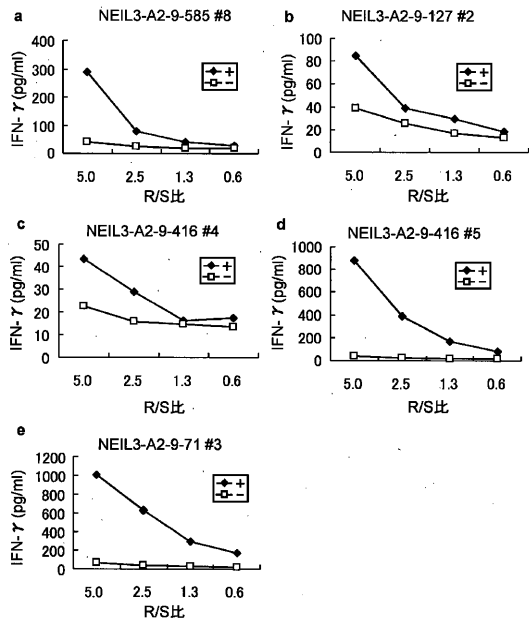 a NEIL3-A2-9-585 #8
IFN-γ (pg/ml)
400
300
200
100
0
+
−
5.0 2.5 1.3 0.6
R/S比
b NEIL3-A2-9-127 #2
IFN-γ (pg/ml)
100
80
60
40
20
0
+
−
5.0 2.5 1.3 0.6
R/S比
c NEIL3-A2-9-416 #4
IFN-γ (pg/ml)
50
40
30
20
10
0
+
−
5.0 2.5 1.3 0.6
R/S比
d NEIL3-A2-9-416 #5
IFN-γ (pg/ml)
1000
800
600
400
200
0
+
−
5.0 2.5 1.3 0.6
R/S比
e NEIL3-A2-9-71 #3
IFN-γ (pg/ml)
1200
1000
800
600
400
200
0
+
−
5.0 2.5 1.3 0.6
R/S比